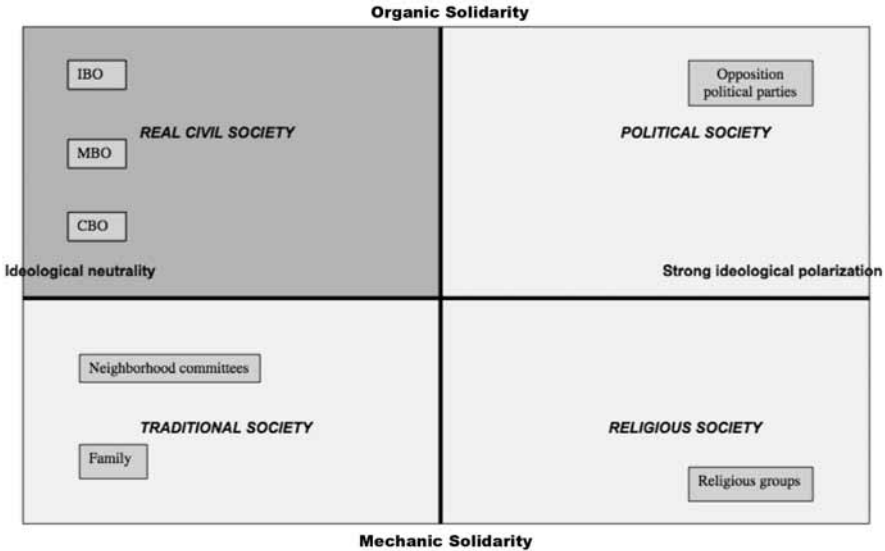 Organic Solidarity
IBO
Opposition
political parties
REAL CIVIL SOCIETY
POLITICAL SOCIETY
MBO
CBO
Ideological neutrality
Strong ideological polarization
Neighborhood committees
TRADITIONAL SOCIETY
RELIGIOUS SOCIETY
Family
Religious groups
Mechanic Solidarity